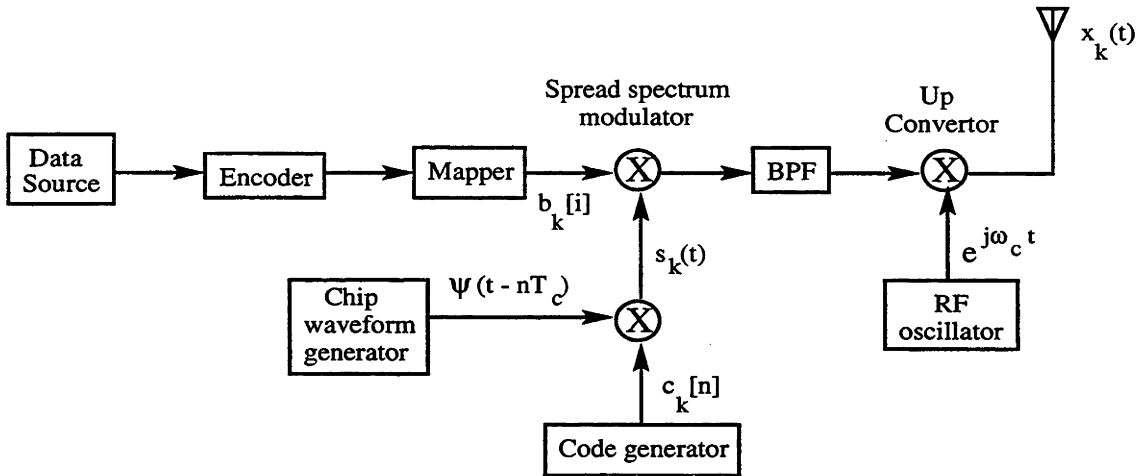 x_k(t)
Spread spectrum
modulator
Up
Convertor
Data
Source
Encoder
Mapper
X
BPF
X
b_k[i]
s_k(t)
e^{jω_c t}
ψ(t - nT_c)
Chip
waveform
generator
X
RF
oscillator
c_k[n]
Code generator